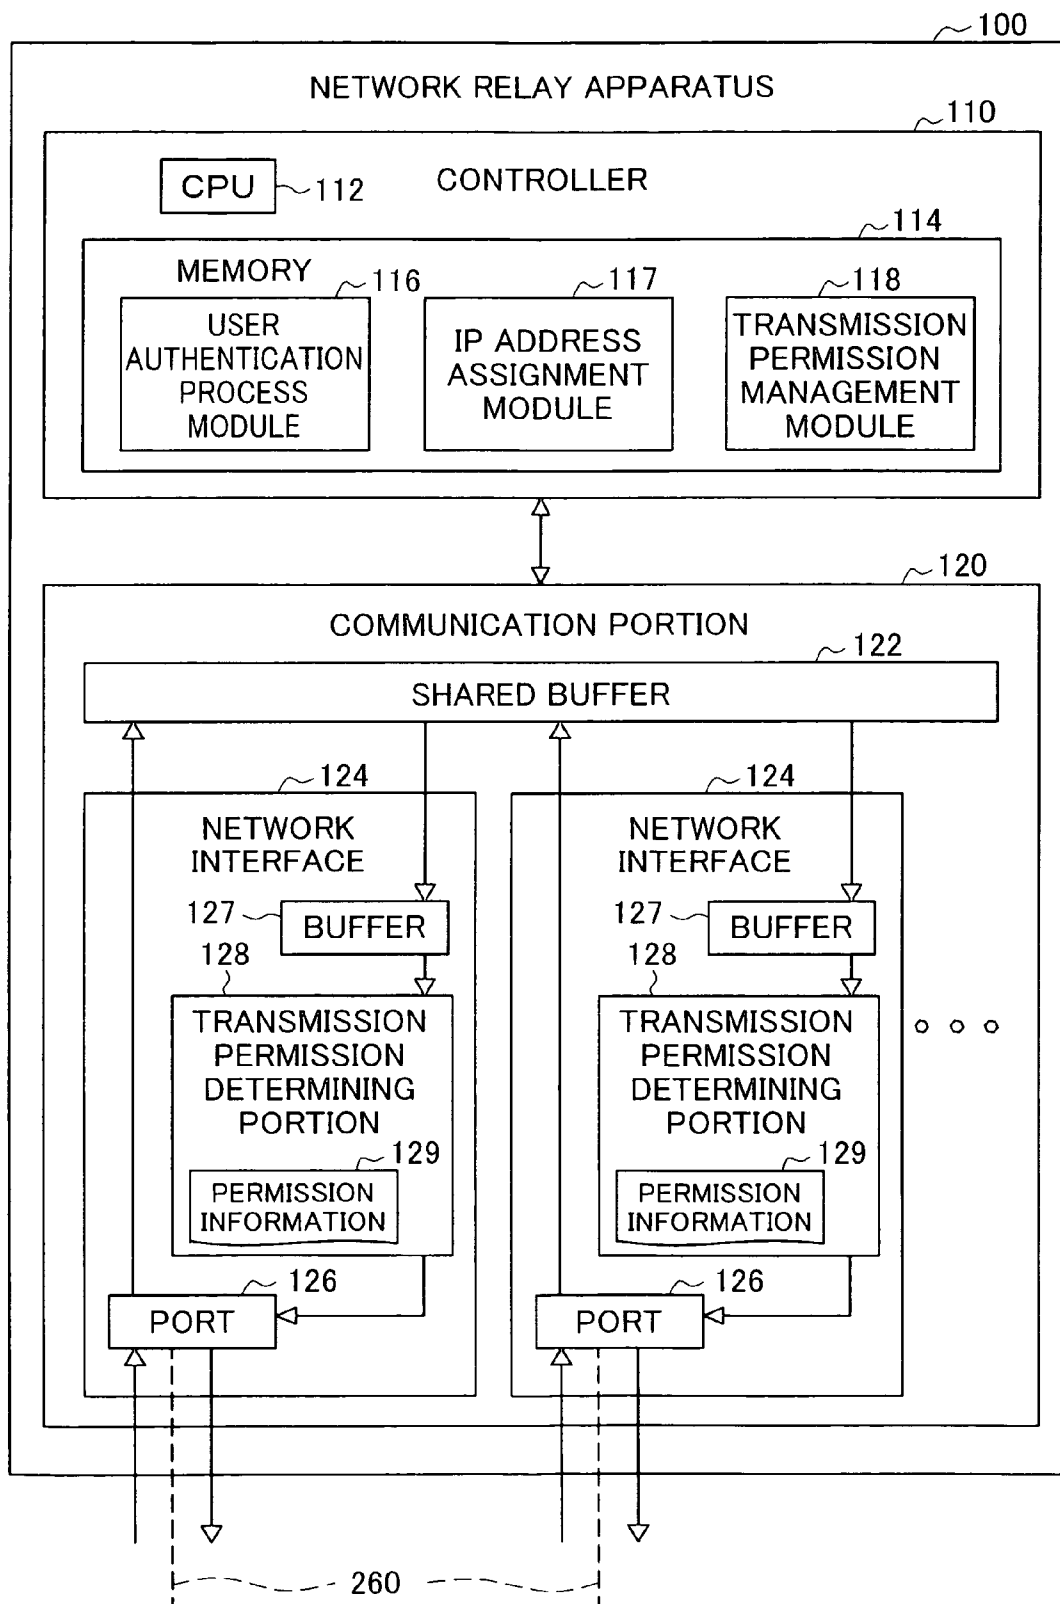 100
NETWORK RELAY APPARATUS
110
CPU
112
CONTROLLER
114
MEMORY
116
117
118
USER
AUTHENTICATION
PROCESS
MODULE
IP ADDRESS
ASSIGNMENT
MODULE
TRANSMISSION
PERMISSION
MANAGEMENT
MODULE
120
COMMUNICATION PORTION
122
SHARED BUFFER
124
NETWORK
INTERFACE
127
BUFFER
128
TRANSMISSION
PERMISSION
DETERMINING
PORTION
129
PERMISSION
INFORMATION
126
PORT
124
NETWORK
INTERFACE
127
BUFFER
128
TRANSMISSION
PERMISSION
DETERMINING
PORTION
129
PERMISSION
INFORMATION
126
PORT
260